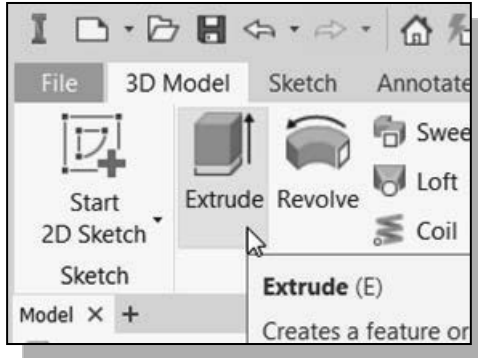 File 3D Model Sketch Annotate
Start
2D Sketch
Extrude
Revolve
Swee
Loft
Coil
Sketch
Model × +
Extrude (E)
Creates a feature or